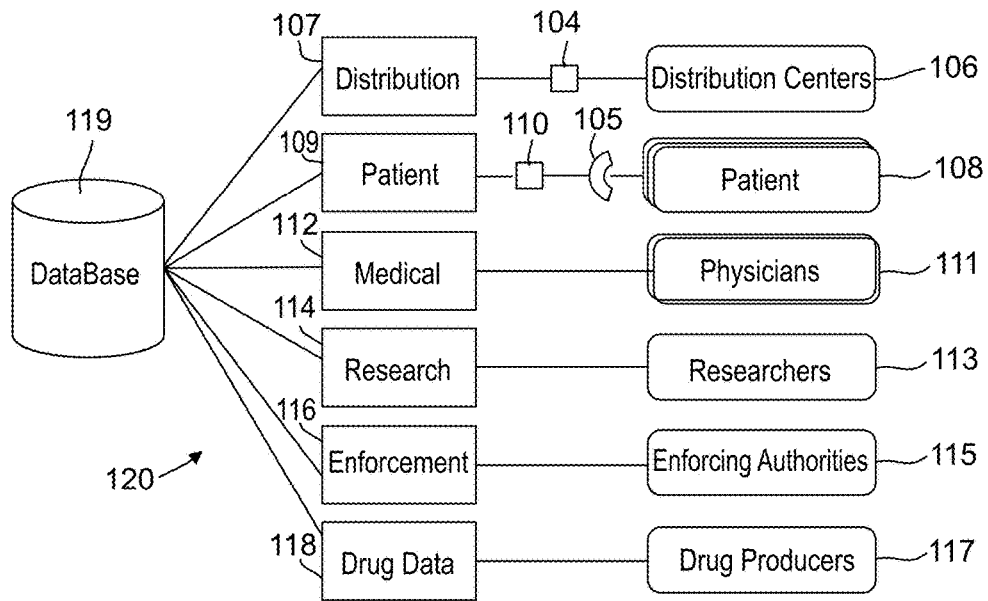 107
104
Distribution
Distribution Centers
106
119
109
110
105
Patient
Patient
108
DataBase
112
Medical
Physicians
111
114
Research
Researchers
113
116
Enforcement
Enforcing Authorities
115
120
118
Drug Data
Drug Producers
117